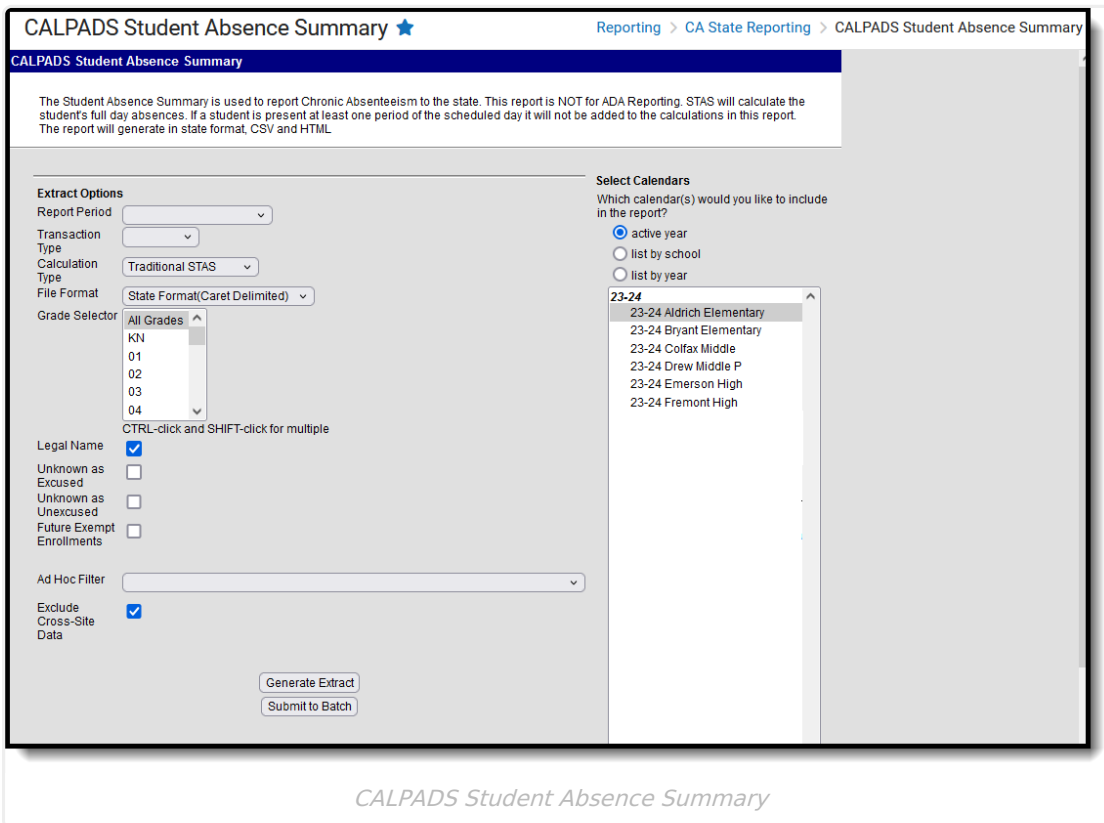 CALPADS Student Absence Summary
Reporting > CA State Reporting > CALPADS Student Absence Summary
CALPADS Student Absence Summary
The Student Absence Summary is used to report Chronic Absenteeism to the state. This report is NOT for ADA Reporting. STAS will calculate the
student's full day absences. If a student is present at least one period of the scheduled day it will not be added to the calculations in this report.
The report will generate in state format, CSV and HTML
Extract Options
Report Period
Transaction
Type
Calculation
Type
Traditional STAS
File Format
State Format(Caret Delimited)
Grade Selector
All Grades
KN
01
02
03
04
CTRL-click and SHIFT-click for multiple
Legal Name
Unknown as
Excused
Unknown as
Unexcused
Future Exempt
Enrollments
Ad Hoc Filter
Exclude
Cross-Site
Data
Generate Extract
Submit to Batch
Select Calendars
Which calendar(s) would you like to include
in the report?
active year
list by school
list by year
23-24
23-24 Aldrich Elementary
23-24 Bryant Elementary
23-24 Colfax Middle
23-24 Drew Middle P
23-24 Emerson High
23-24 Fremont High
CALPADS Student Absence Summary